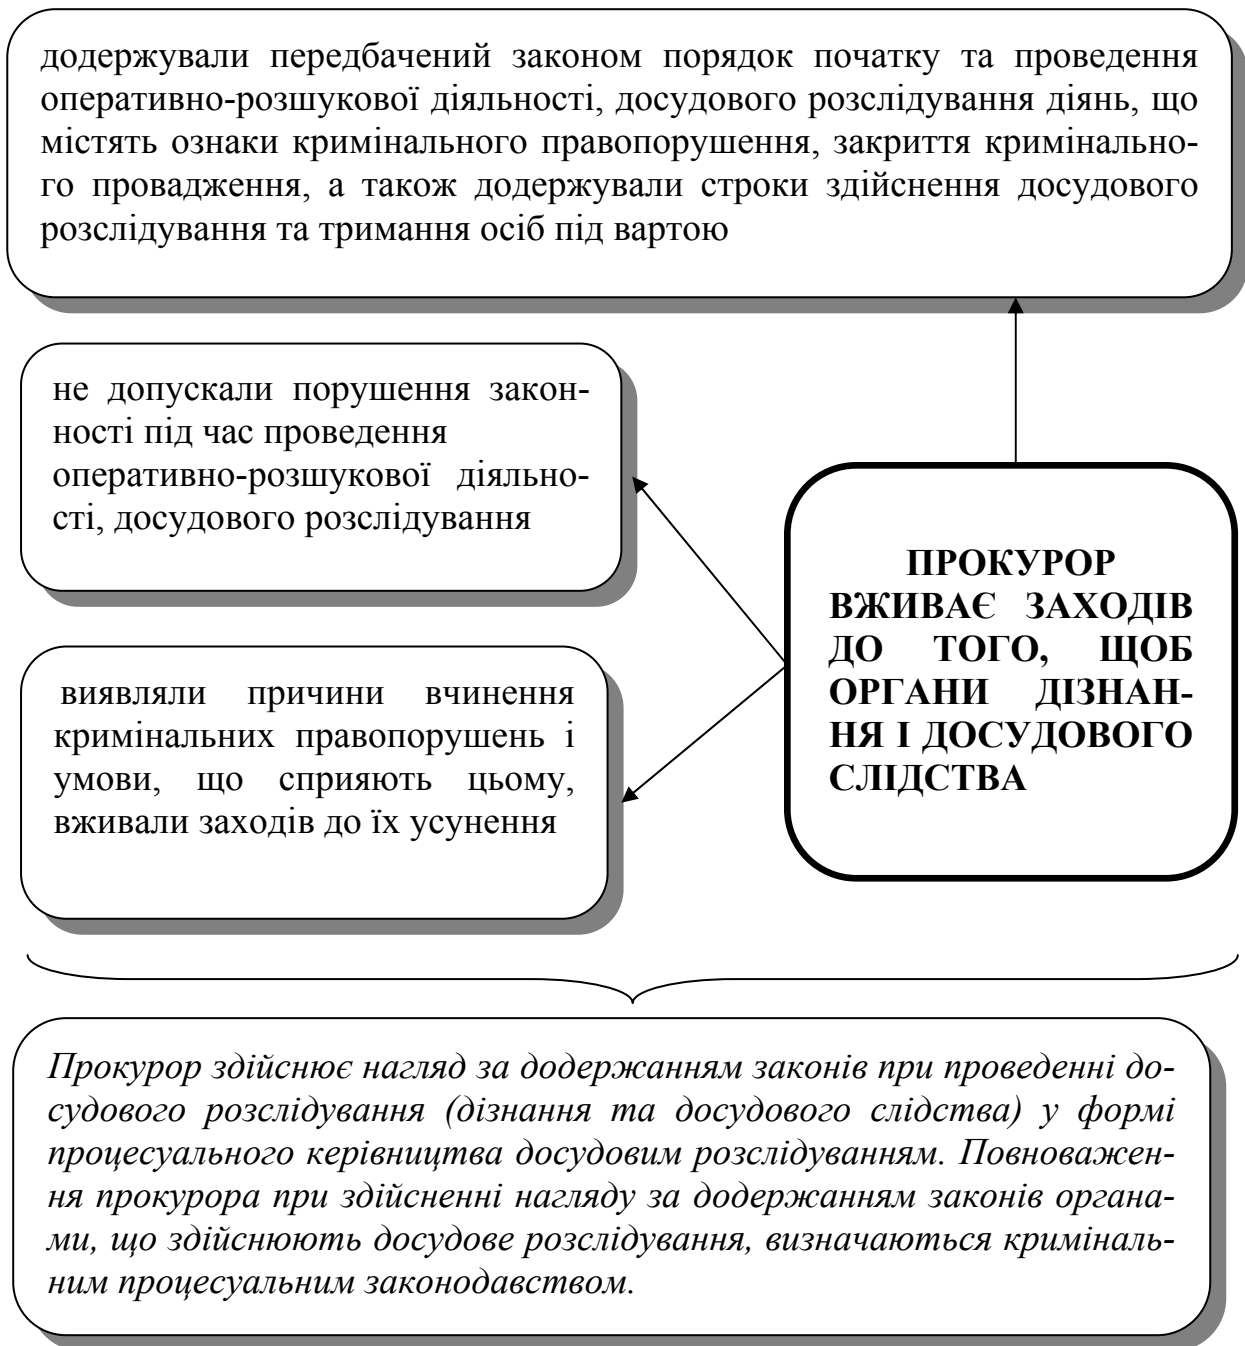 додержували передбачений законом порядок початку та проведення
оперативно-розшукової діяльності, досудового розслідування діянь, що
містять ознаки кримінального правопорушення, закриття кримінально-
го провадження, а також додержували строки здійснення досудового
розслідування та тримання осіб під вартою
не допускали порушення закон-
ності під час проведення
оперативно-розшукової діяльно-
сті, досудового розслідування
ПРОКУРОР
ВЖИВАЄ ЗАХОДІВ
ДО ТОГО, ЩОБ
ОРГАНИ ДІЗНАН-
НЯ І ДОСУДОВОГО
СЛІДСТВА
виявляли причини вчинення
кримінальних правопорушень і
умови, що сприяють цьому,
вживали заходів до їх усунення
Прокурор здійснює нагляд за додержанням законів при проведенні до-
судового розслідування (дізнання та досудового слідства) у формі
процесуального керівництва досудовим розслідуванням. Повноважен-
ня прокурора при здійсненні нагляду за додержанням законів органа-
ми, що здійснюють досудове розслідування, визначаються криміналь-
ним процесуальним законодавством.